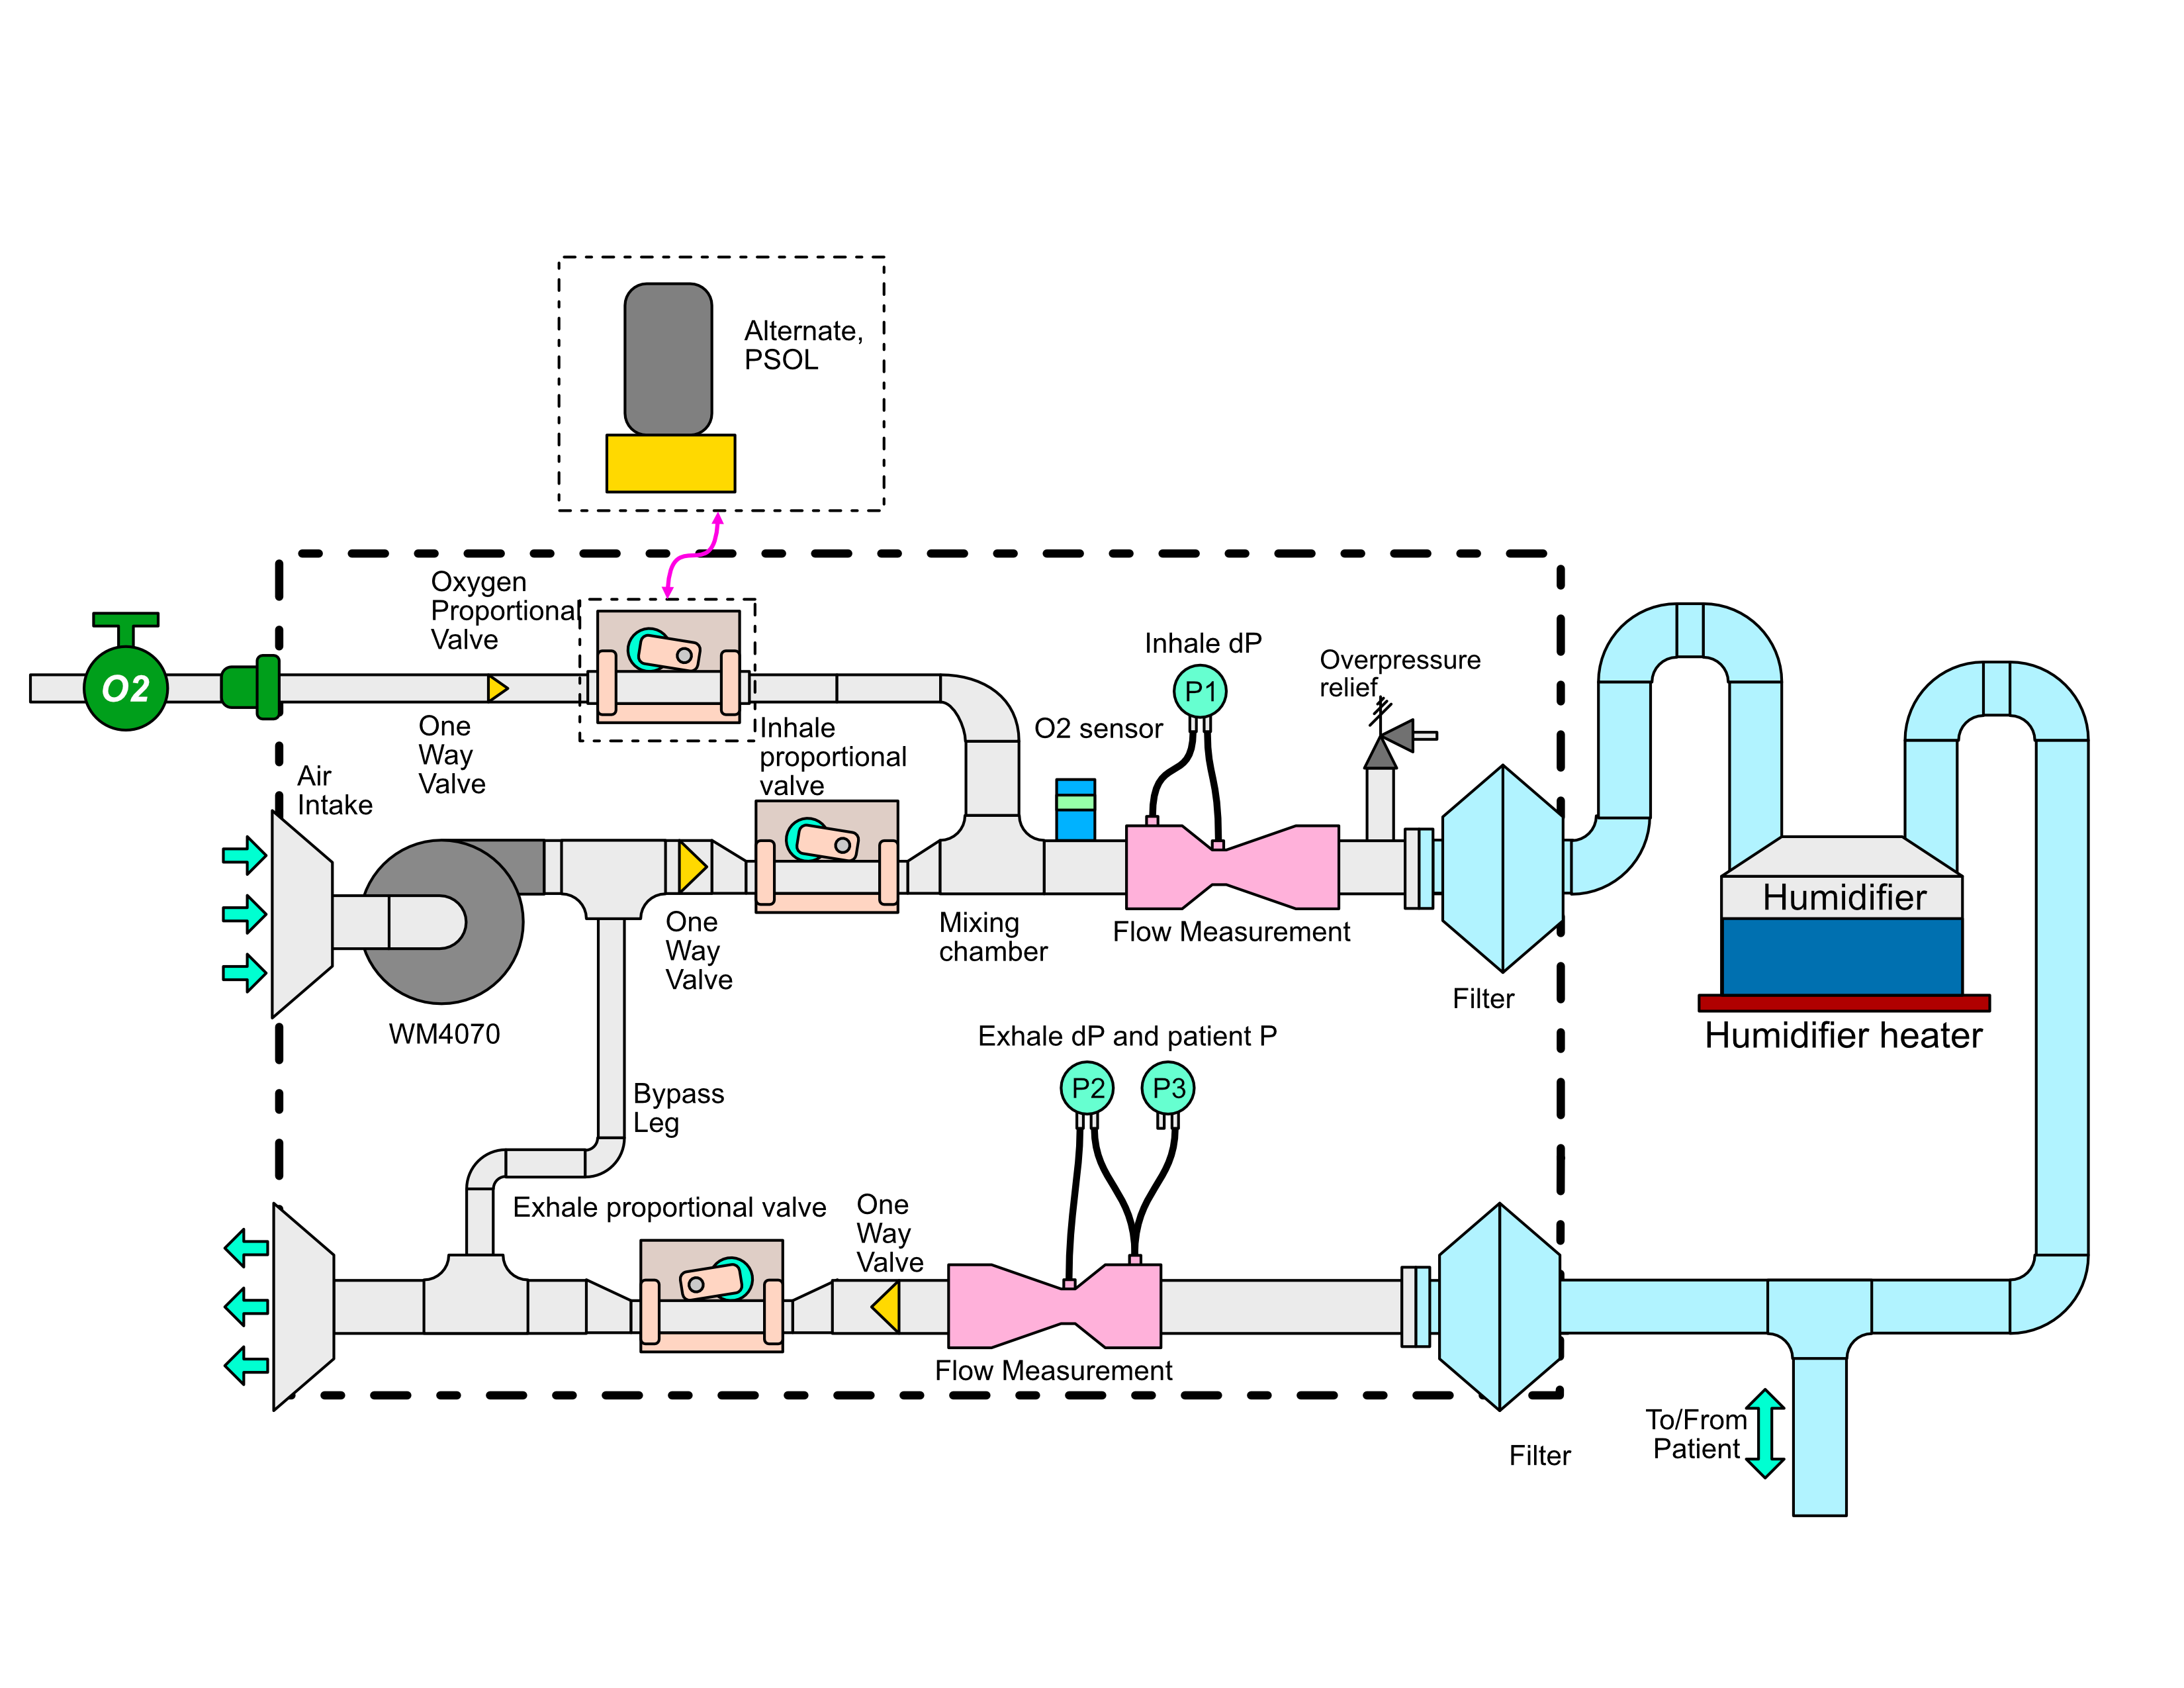 Alternate,
PSOL
Oxygen
Proportional
Valve
O2
One
Way
Valve
Inhale
proportional
valve
Inhale dP
P1
Overpressure
relief
O2 sensor
Air
Intake
WM4070
One
Way
Valve
Mixing
chamber
Flow Measurement
Filter
Humidifier
Humidifier heater
Exhale dP and patient P
P2
P3
Bypass
Leg
Exhale proportional valve
One
Way
Valve
Flow Measurement
Filter
To/From
Patient